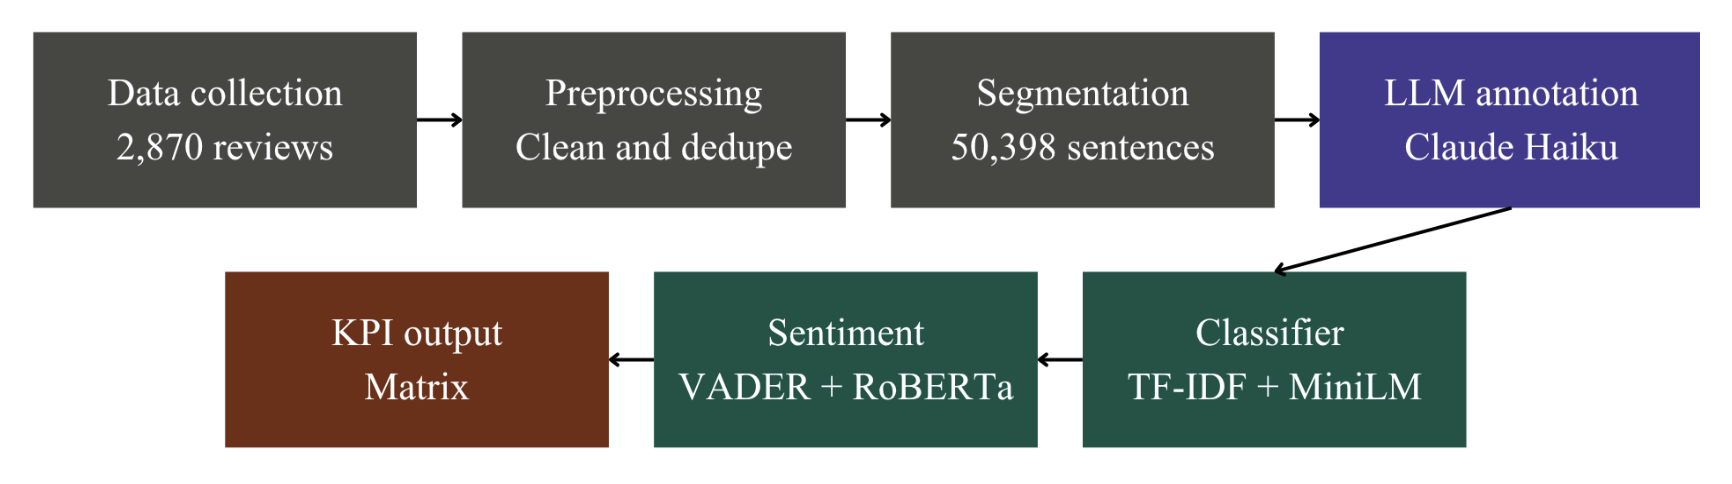 Data collection
2,870 reviews
Preprocessing
Clean and dedupe
Segmentation
50,398 sentences
LLM annotation
Claude Haiku
Classifier
TF-IDF + MiniLM
Sentiment
VADER + RoBERTa
KPI output
Matrix